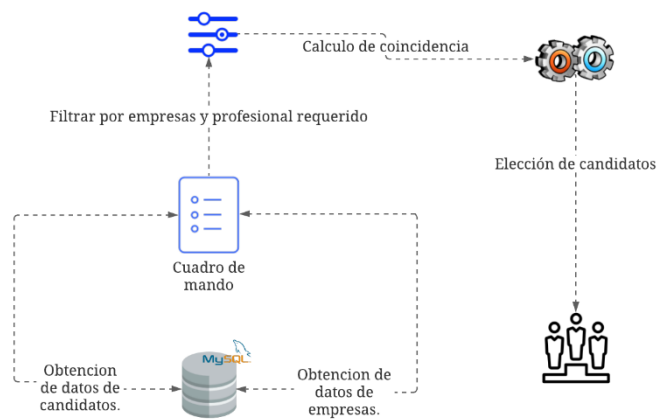 Calculo de coincidencia
Filtrar por empresas y profesional requerido
Elección de candidatos
Cuadro de
mando
MySQL
Obtencion
de datos de
candidatos.
Obtencion de
datos de
empresas.